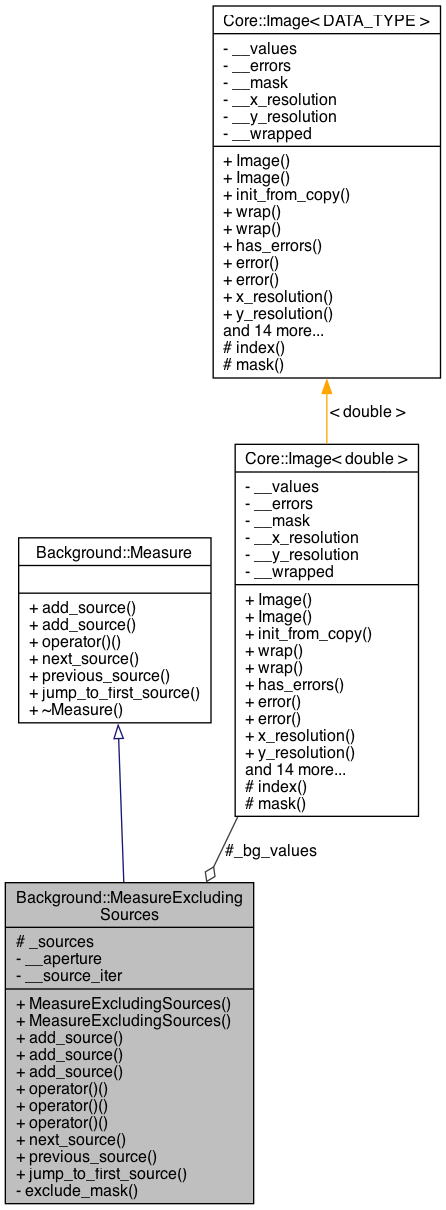 Core::Image< DATA_TYPE >
- __values
- __errors
- __mask
- __x_resolution
- __y_resolution
- __wrapped
+ Image()
+ Image()
+ init_from_copy()
+ wrap()
+ wrap()
+ has_errors()
+ error()
+ error()
+ x_resolution()
+ y_resolution()
and 14 more...
# index()
# mask()
< double >
Core::Image< double >
- __values
- __errors
- __mask
- __x_resolution
- __y_resolution
- __wrapped
+ Image()
+ Image()
+ init_from_copy()
+ wrap()
+ wrap()
+ has_errors()
+ error()
+ error()
+ x_resolution()
+ y_resolution()
and 14 more...
# index()
# mask()
Background::Measure
+ add_source()
+ add_source()
+ operator()()
+ next_source()
+ previous_source()
+ jump_to_first_source()
+ ~Measure()
#_bg_values
Background::MeasureExcluding
Sources
# _sources
- __aperture
- __source_iter
+ MeasureExcludingSources()
+ MeasureExcludingSources()
+ add_source()
+ add_source()
+ add_source()
+ operator()()
+ operator()()
+ operator()()
+ next_source()
+ previous_source()
+ jump_to_first_source()
- exclude_mask()